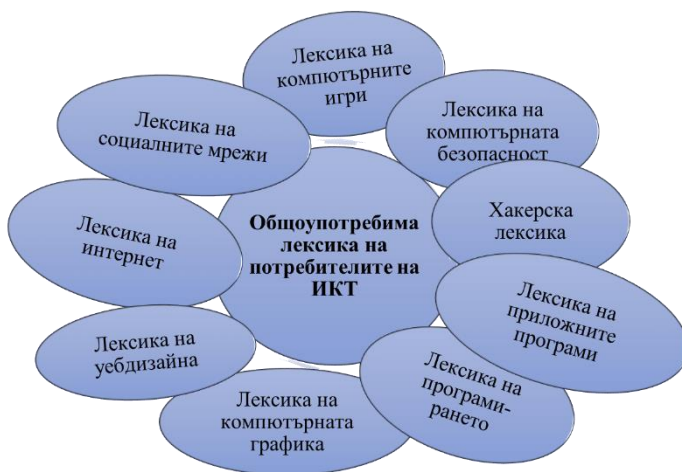 Лексика на
компютърните
игри
Лексика на
компютърната
безопасност
Хакерска
лексика
Лексика на
приложните
програми
Лексика на
програми-
рането
Лексика на
компютърната
графика
Лексика на
уебдизайна
Лексика на
интернет
Лексика на
социалните мрежи
Общоупотребима
лексика на
потребителите на
ИКТ